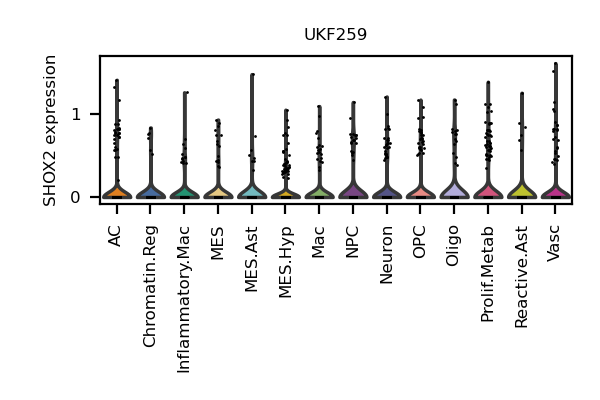 UKF259
SHOX2 expression
1
0
AC
Chromatin.Reg
Inflammatory.Mac
MES
MES.Ast
MES.Hyp
Mac
NPC
Neuron
OPC
Oligo
Prolif.Metab
Reactive.Ast
Vasc